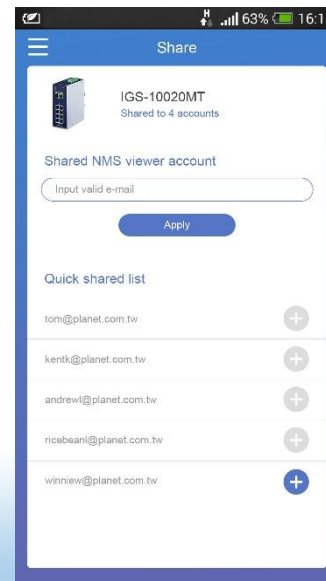 H 63% 16:1
Share
IGS-10020MT
Shared to 4 accounts
Shared NMS viewer account
Input valid e-mail
Apply
Quick shared list
tom@planet.com.tw
kentk@planet.com.tw
andrewl@planet.com.tw
ricebeanl@planet.com.tw
winniew@planet.com.tw